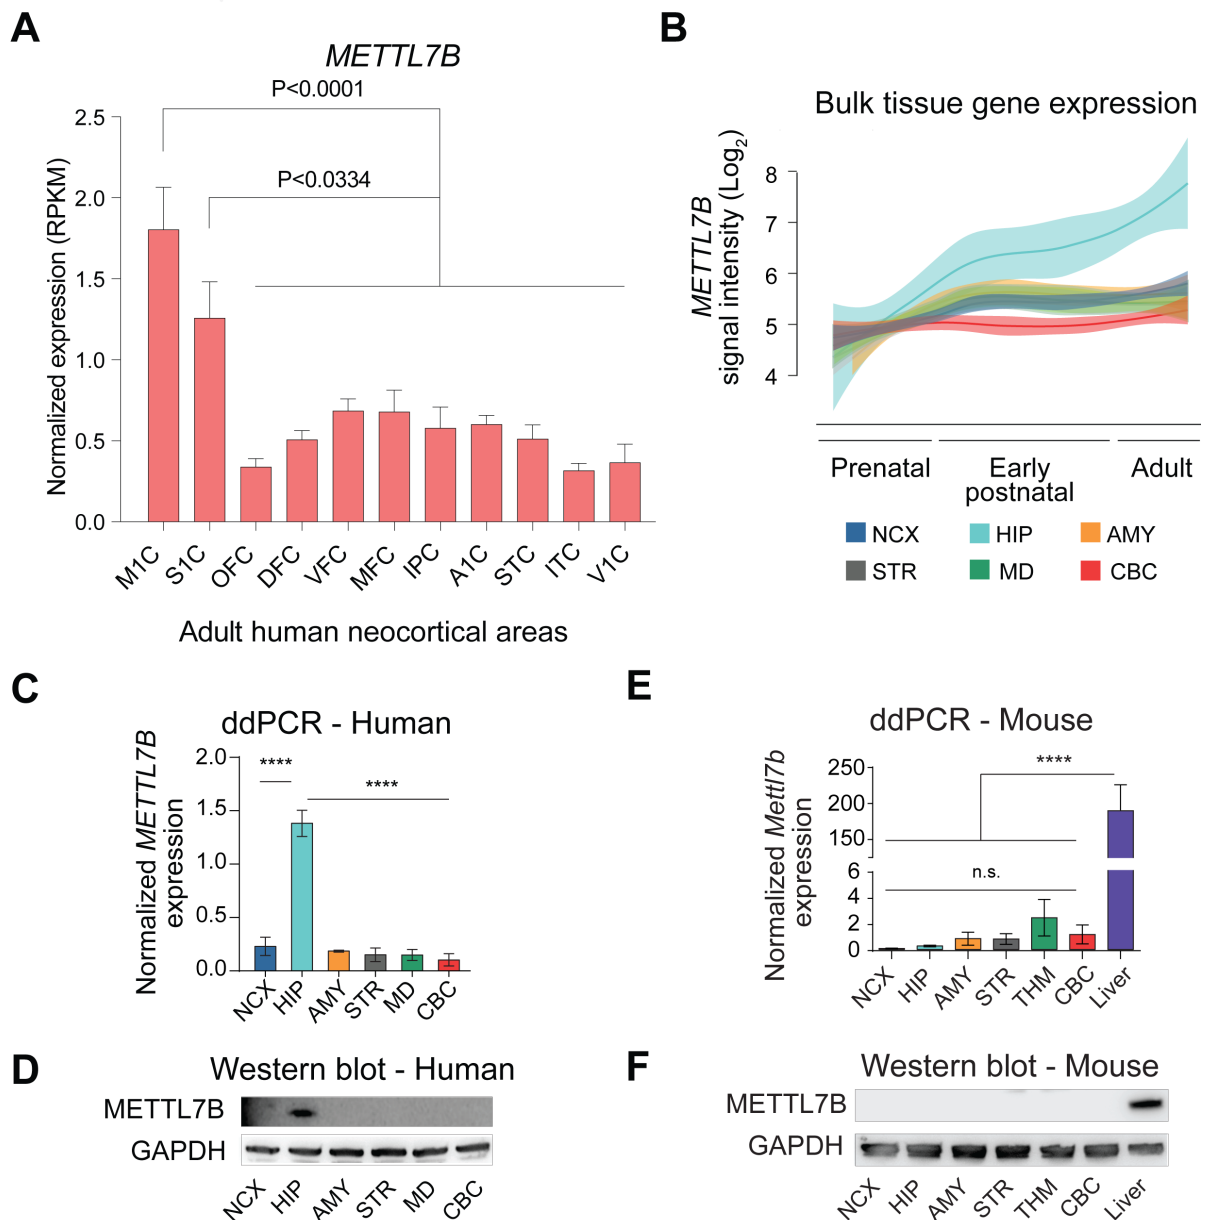 A
METTL7B
P<0.0001
P<0.0334
Normalized expression (RPKM)
2.5
2.0
1.5
1.0
0.5
0.0
M1C S1C OFC DFC VFC MFC IPC A1C STC ITC V1C
Adult human neocortical areas
B
Bulk tissue gene expression
METTL7B
signal intensity (Log2)
8
7
6
5
4
Prenatal Early Adult
postnatal
NCX HIP AMY
STR MD CBC
C
ddPCR - Human
Normalized METTL7B
expression
2.0
1.5
1.0
0.5
0.0
****
****
NCX HIP AMY STR MD CBC
D
Western blot - Human
METTL7B
GAPDH
NCX HIP AMY STR MD CBC
E
ddPCR - Mouse
Normalized Mettl7b
expression
250
200
150
6
4
2
0
****
n.s.
NCX HIP AMY STR THM CBC Liver
F
Western blot - Mouse
METTL7B
GAPDH
NCX HIP AMY STR THM CBC Liver